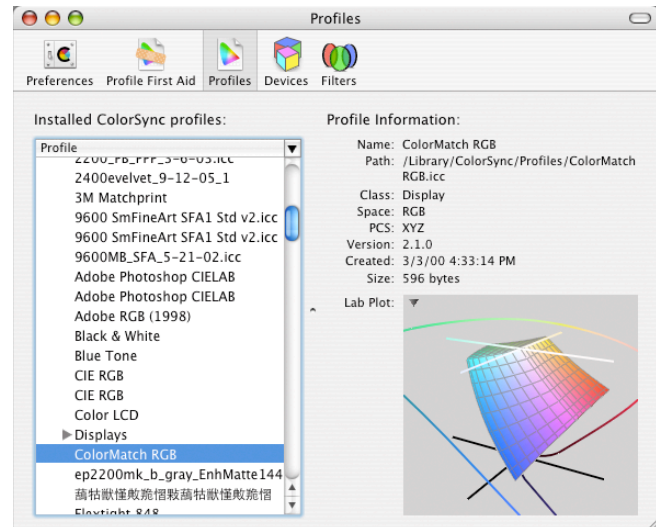 Profiles
Preferences Profile First Aid Profiles Devices Filters
Installed ColorSync profiles:
Profile
2400evelvet_9-12-05_1
3M Matchprint
9600 SmFineArt SFA1 Std v2.icc
9600 SmFineArt SFA1 Std v2.icc
9600MB_SFA_5-21-02.icc
Adobe Photoshop CIELAB
Adobe Photoshop CIELAB
Adobe RGB (1998)
Black & White
Blue Tone
CIE RGB
CIE RGB
Color LCD
Displays
ColorMatch RGB
ep2200mk_b_gray_EnhMatte144
Flextight 848
Profile Information:
Name: ColorMatch RGB
Path: /Library/ColorSync/Profiles/ColorMatch
RGB.icc
Class: Display
Space: RGB
PCS: XYZ
Version: 2.1.0
Created: 3/3/00 4:33:14 PM
Size: 596 bytes
Lab Plot: